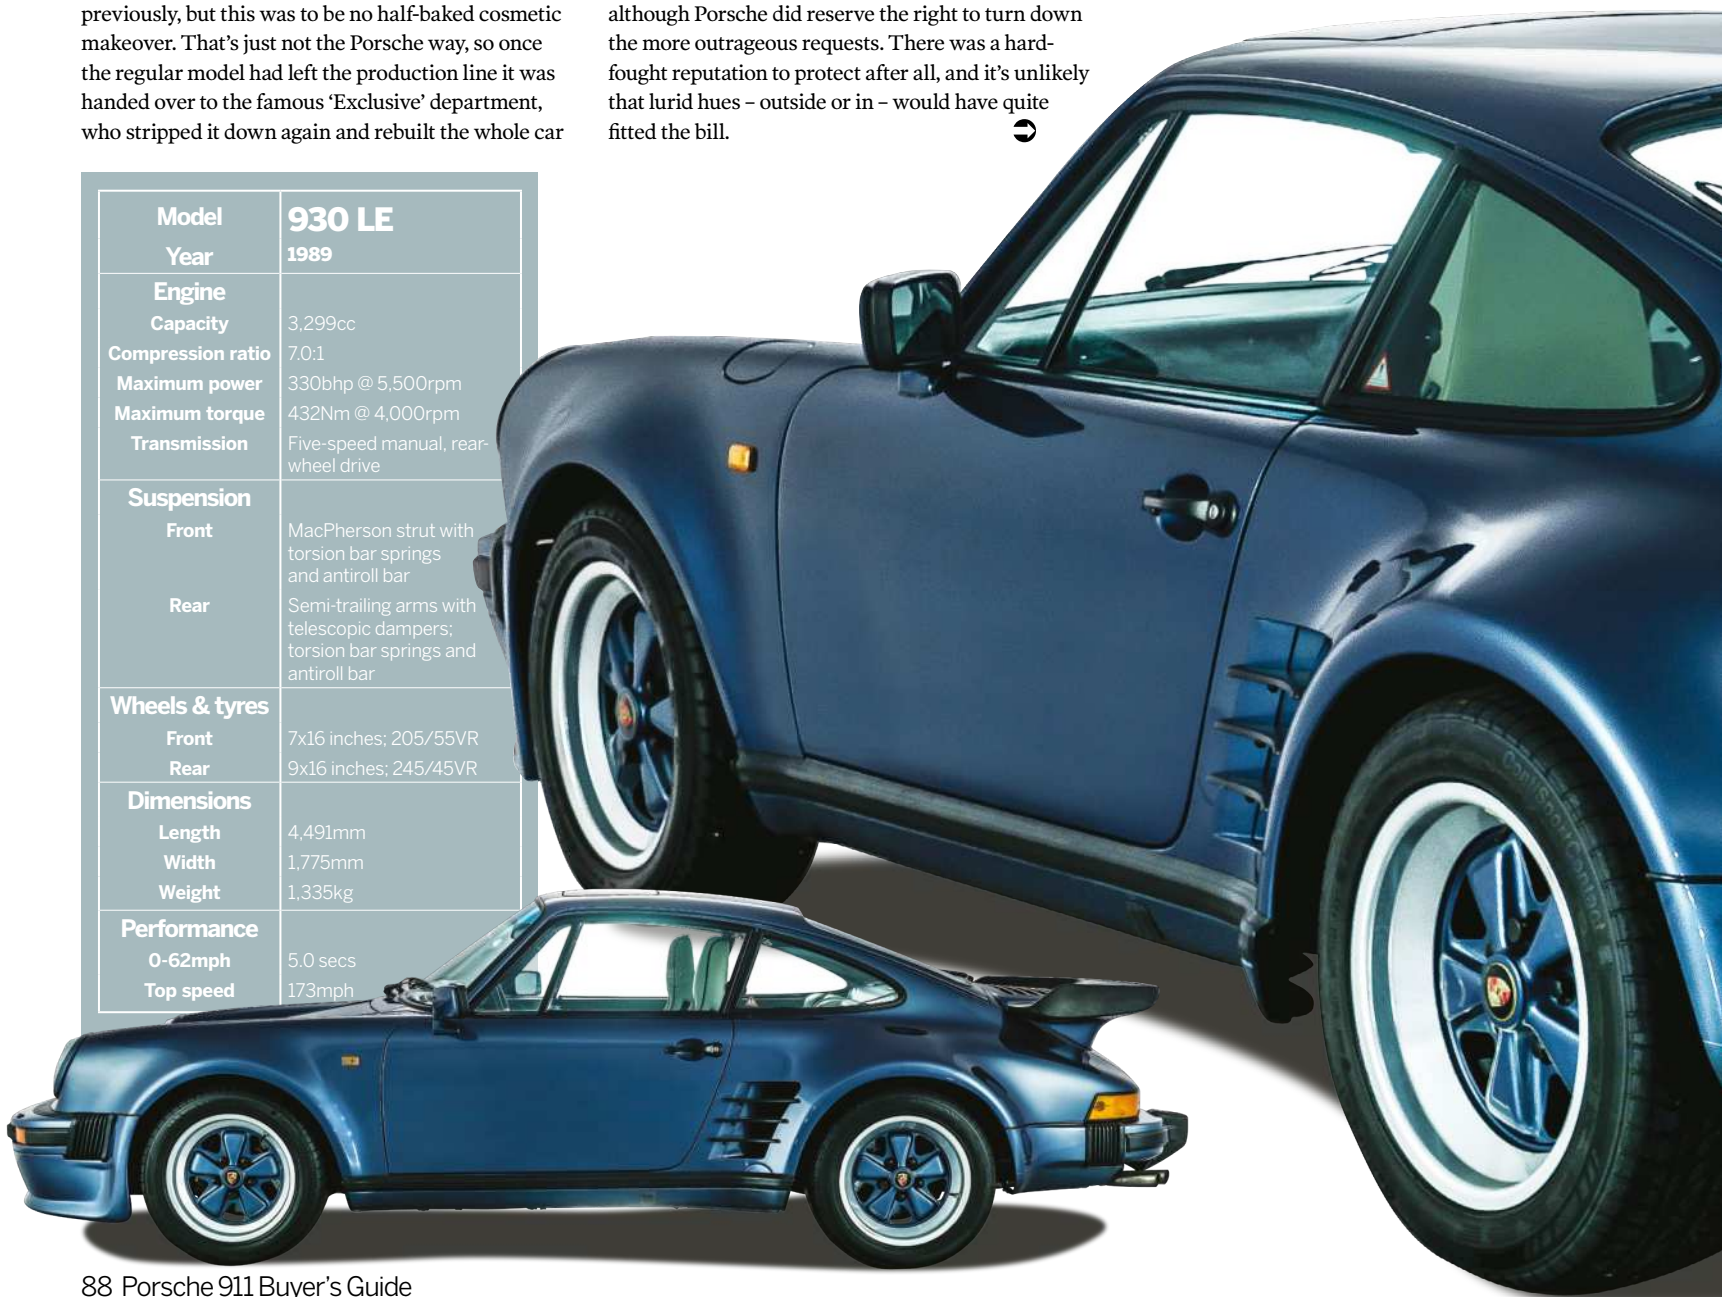 previously, but this was to be no half-baked cosmetic
makeover. That's just not the Porsche way, so once
the regular model had left the production line it was
handed over to the famous ‘Exclusive’ department,
who stripped it down again and rebuilt the whole car
although Porsche did reserve the right to turn down
the more outrageous requests. There was a hard-
fought reputation to protect after all, and it's unlikely
that lurid hues – outside or in – would have quite
fitted the bill.
Model 930 LE
Year 1989
Engine
Capacity 3,299cc
Compression ratio 7.0:1
Maximum power 330bhp @ 5,500rpm
Maximum torque 432Nm @ 4,000rpm
Transmission Five-speed manual, rear-
wheel drive
Suspension
Front MacPherson strut with
torsion bar springs
and antiroll bar
Rear Semi-trailing arms with
telescopic dampers;
torsion bar springs and
antiroll bar
Wheels & tyres
Front 7x16 inches; 205/55VR
Rear 9x16 inches; 245/45VR
Dimensions
Length 4,491mm
Width 1,775mm
Weight 1,335kg
Performance
0-62mph 5.0 secs
Top speed 173mph
88 Porsche 911 Buyer's Guide